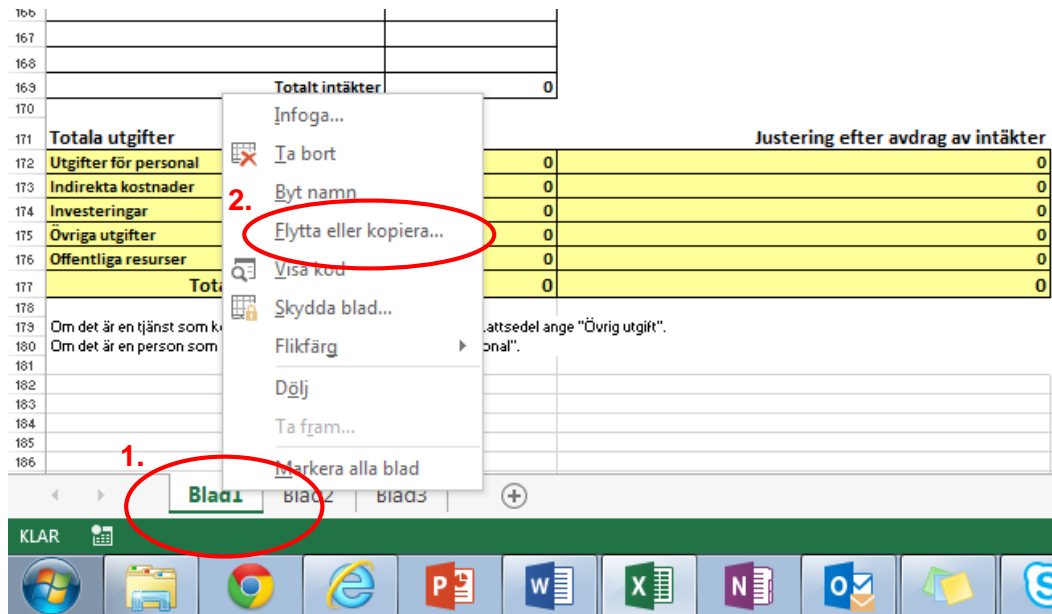 166
167
168
169 Totalt intäkter 0
170
Infoga...
171 Totala utgifter Justering efter avdrag av intäkter
Ta bort
172 Utgifter för personal 0 0
173 Indirekta kostnader 0 0
Byt namn
2.
174 Investeringar 0 0
Flytta eller kopiera...
175 Övriga utgifter 0 0
176 Offentliga resurser 0 0
Visa kod
177 Tota 0 0
178
Skydda blad...
179 Om det är en tjänst som k attsedel ange "Övrig utgift".
180 Om det är en person som onal".
Flikfärg
181
182
Dölj
183
184
Ta fram...
185
186
1.
Markera alla blad
Blad1 Blad2 Blad3
KLAR
P W X N O S